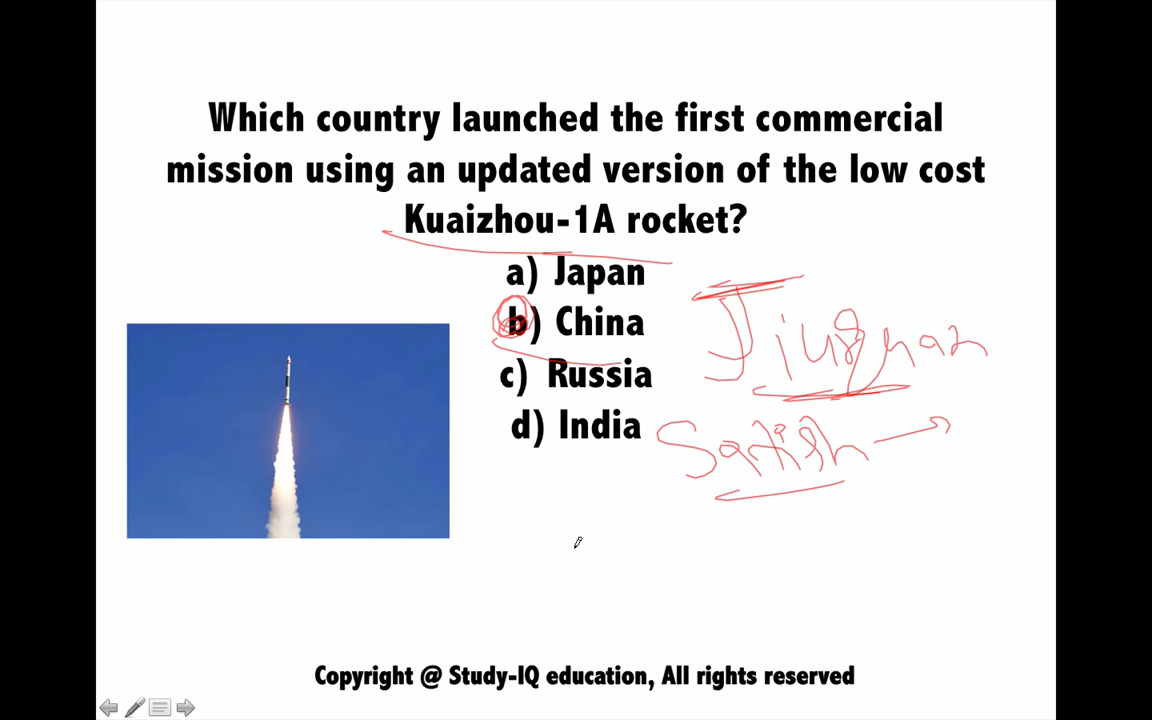 Which country launched the first commercial
mission using an updated version of the low cost
Kuaizhou-1A rocket?
a) Japan
b) China
c) Russia
d) India
Jiuquan
Satish
Copyright @ Study-IQ education, All rights reserved